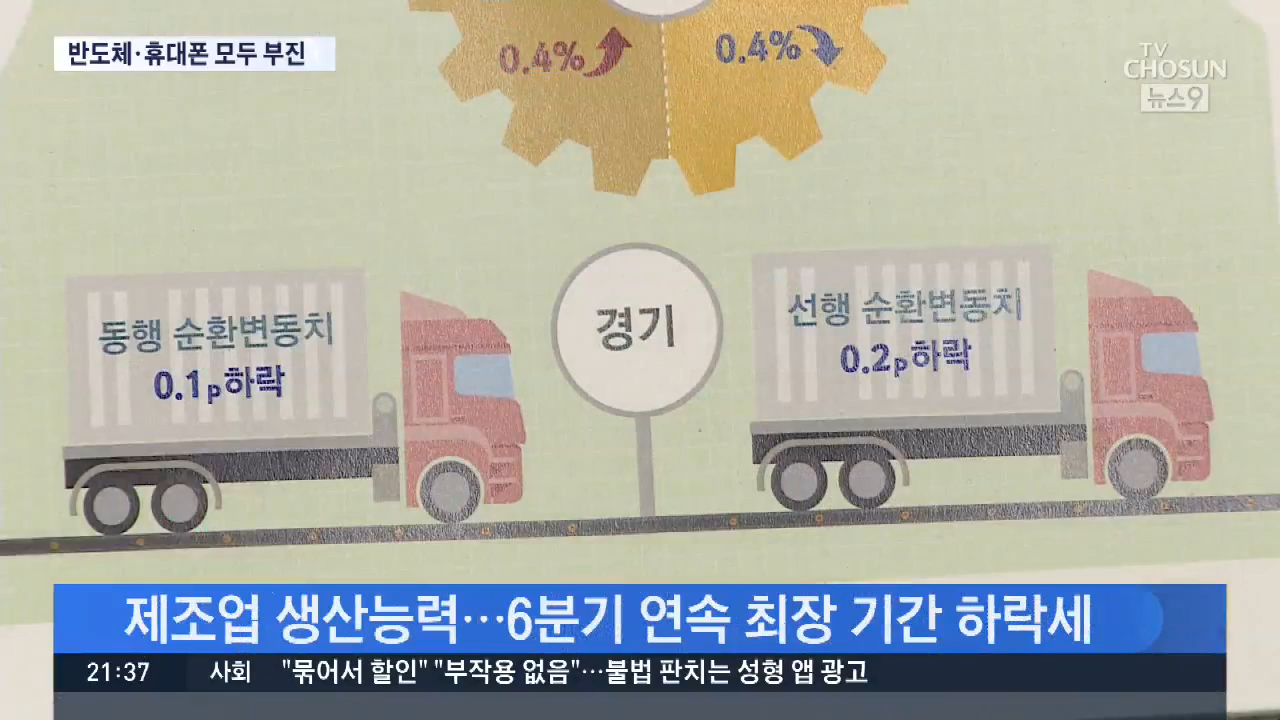 반도체·휴대폰 모두 부진
0.4%
0.4%
TV
CHOSUN
뉴스9
동행 순환변동치
0.1p하락
경기
선행 순환변동치
0.2p하락
제조업 생산능력…6분기 연속 최장 기간 하락세
21:37 사회 "묶어서 할인" "부작용 없음"…불법 판치는 성형 앱 광고